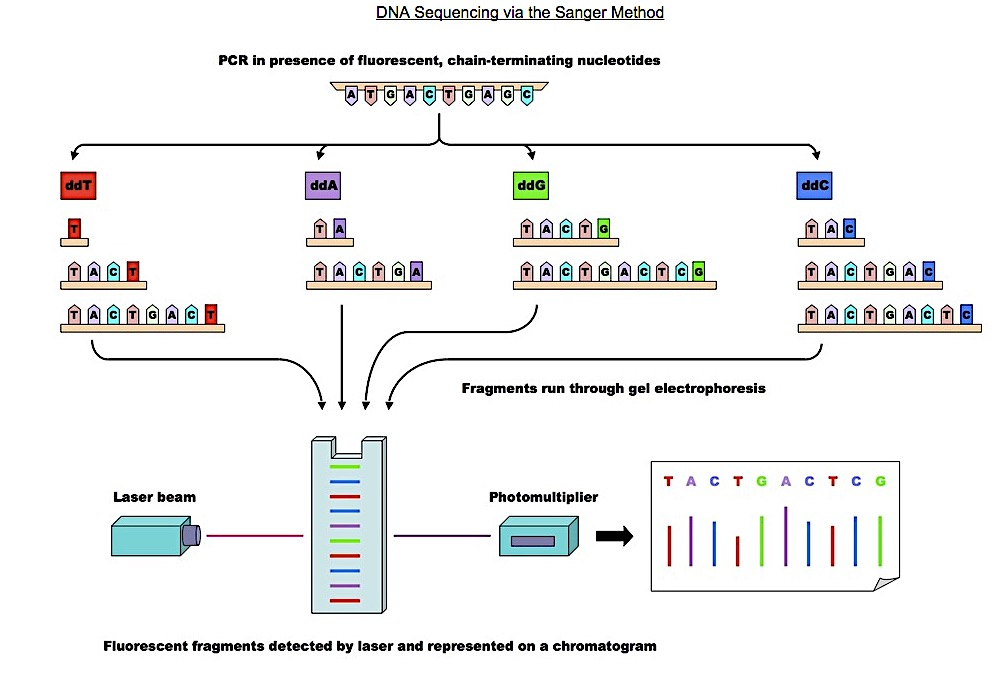 DNA Sequencing via the Sanger Method
PCR in presence of fluorescent, chain-terminating nucleotides
A T G A C T G A G C
ddT ddA ddG ddC
T
T A
T A C T G
T A C
T A C T
T A C T G A
T A C T G A C T C G
T A C T G A C
T A C T G A C T
T A C T G A C T C
Fragments run through gel electrophoresis
Laser beam
Photomultiplier
T A C T G A C T C G
Fluorescent fragments detected by laser and represented on a chromatogram